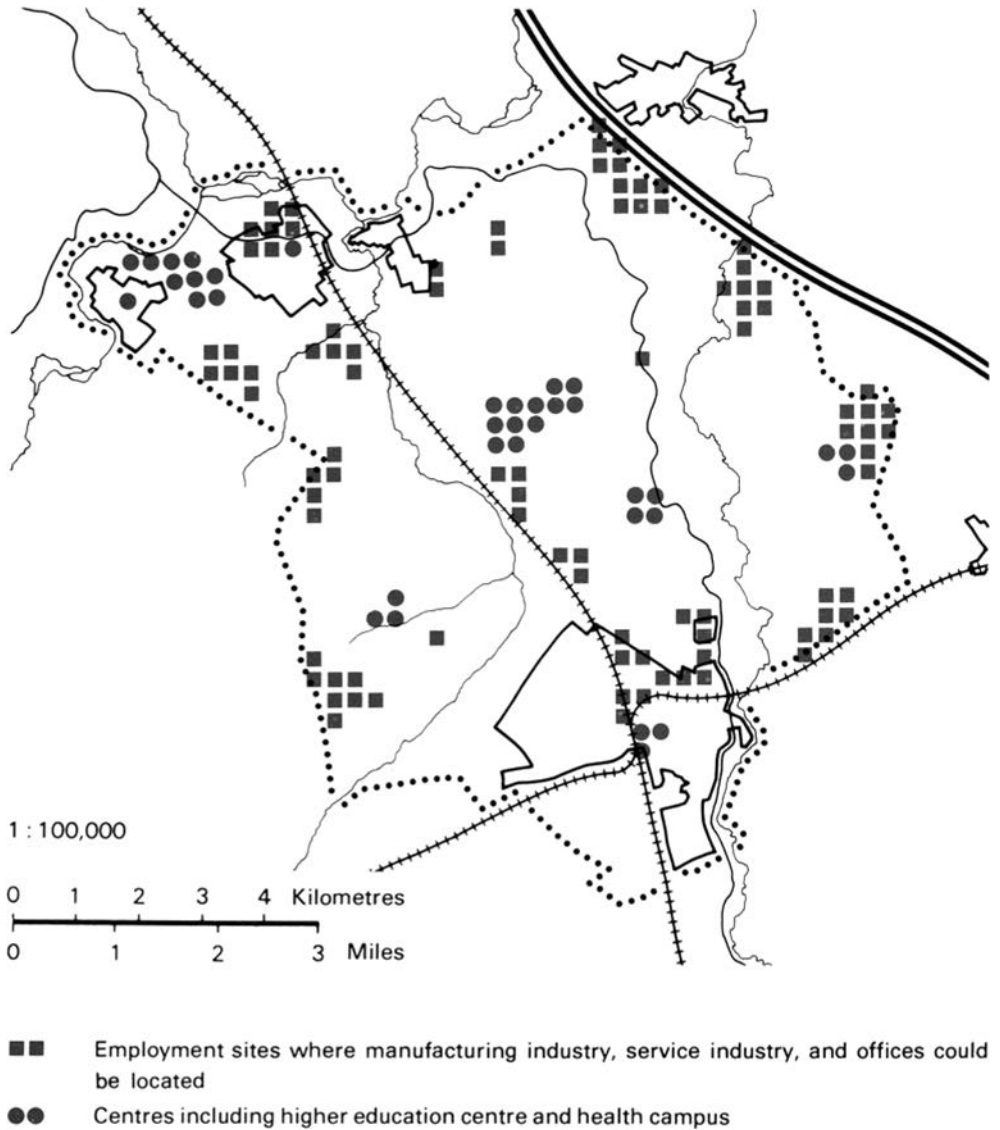 1 : 100,000
0 1 2 3 4 Kilometres
0 1 2 3 Miles
Employment sites where manufacturing industry, service industry, and offices could
be located
Centres including higher education centre and health campus